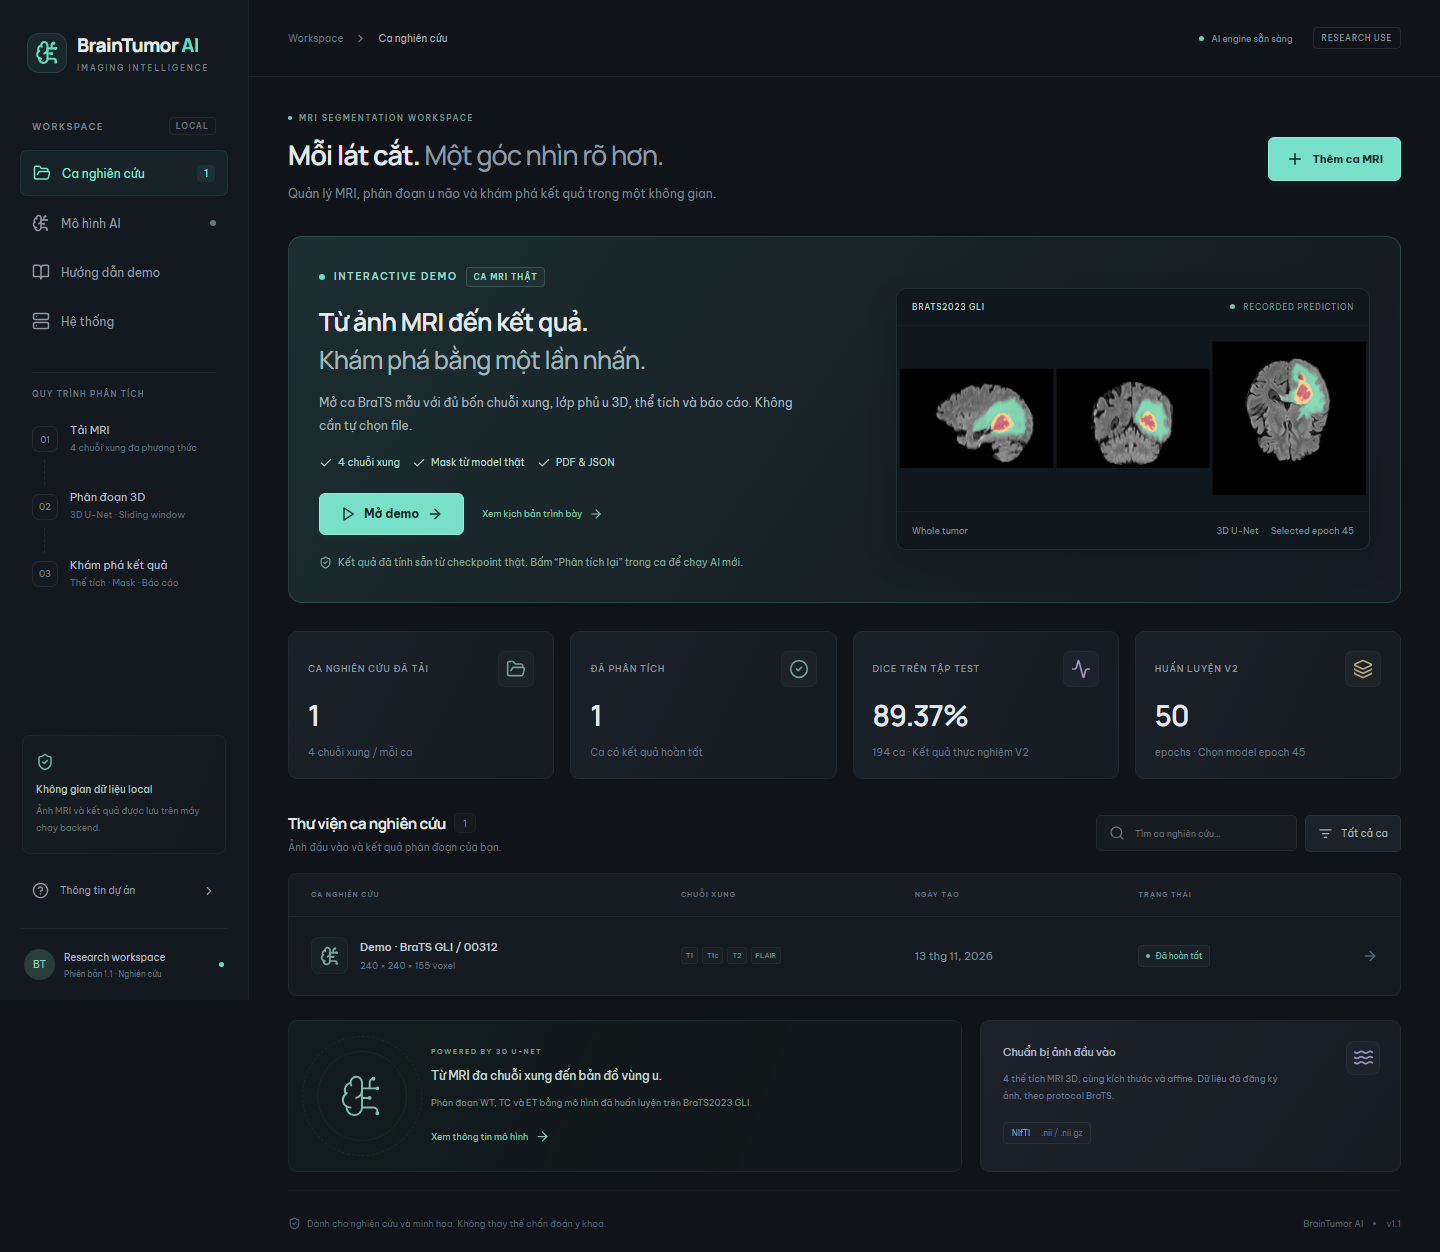 BrainTumor AI
IMAGING INTELLIGENCE
WORKSPACE
LOCAL
Ca nghiên cứu
1
Mô hình AI
Hướng dẫn demo
Hệ thống
QUY TRÌNH PHÂN TÍCH
01
Tải MRI
4 chuỗi xung đa phương thức
02
Phân đoạn 3D
3D U-Net · Sliding window
03
Khám phá kết quả
Thể tích · Mask · Báo cáo
Không gian dữ liệu local
Ảnh MRI và kết quả được lưu trên máy
chạy backend.
Thông tin dự án
BT
Research workspace
Phiên bản 1.1 · Nghiên cứu
Workspace
Ca nghiên cứu
AI engine sẵn sàng
RESEARCH USE
MRI SEGMENTATION WORKSPACE
Mỗi lát cắt. Một góc nhìn rõ hơn.
Quản lý MRI, phân đoạn u não và khám phá kết quả trong một không gian.
Thêm ca MRI
INTERACTIVE DEMO
CA MRI THẬT
Từ ảnh MRI đến kết quả.
Khám phá bằng một lần nhấn.
Mở ca BraTS mẫu với đủ bốn chuỗi xung, lớp phủ u 3D, thể tích và báo cáo. Không
cần tự chọn file.
4 chuỗi xung
Mask từ model thật
PDF & JSON
Mở demo
Xem kịch bản trình bày
Kết quả đã tính sẵn từ checkpoint thật. Bấm “Phân tích lại” trong ca để chạy AI mới.
BRATS2023 GLI
RECORDED PREDICTION
Whole tumor
3D U-Net
Selected epoch 45
CA NGHIÊN CỨU ĐÃ TẢI
1
4 chuỗi xung / mỗi ca
ĐÃ PHÂN TÍCH
1
Ca có kết quả hoàn tất
DICE TRÊN TẬP TEST
89.37%
194 ca · Kết quả thực nghiệm V2
HUẤN LUYỆN V2
50
epochs · Chọn model epoch 45
Thư viện ca nghiên cứu
1
Ảnh đầu vào và kết quả phân đoạn của bạn.
Tìm ca nghiên cứu...
Tất cả ca
CA NGHIÊN CỨU
CHUỖI XUNG
NGÀY TẠO
TRẠNG THÁI
Demo · BraTS GLI / 00312
240 × 240 × 155 voxel
T1
T1c
T2
FLAIR
13 thg 11, 2026
Đã hoàn tất
POWERED BY 3D U-NET
Từ MRI đa chuỗi xung đến bản đồ vùng u.
Phân đoạn WT, TC và ET bằng mô hình đã huấn luyện trên BraTS2023 GLI.
Xem thông tin mô hình
Chuẩn bị ảnh đầu vào
4 thể tích MRI 3D, cùng kích thước và affine. Dữ liệu đã đăng ký
ảnh, theo protocol BraTS.
NIfTI
.nii / .nii.gz
Dành cho nghiên cứu và minh họa. Không thay thế chẩn đoán y khoa.
BrainTumor AI • v1.1